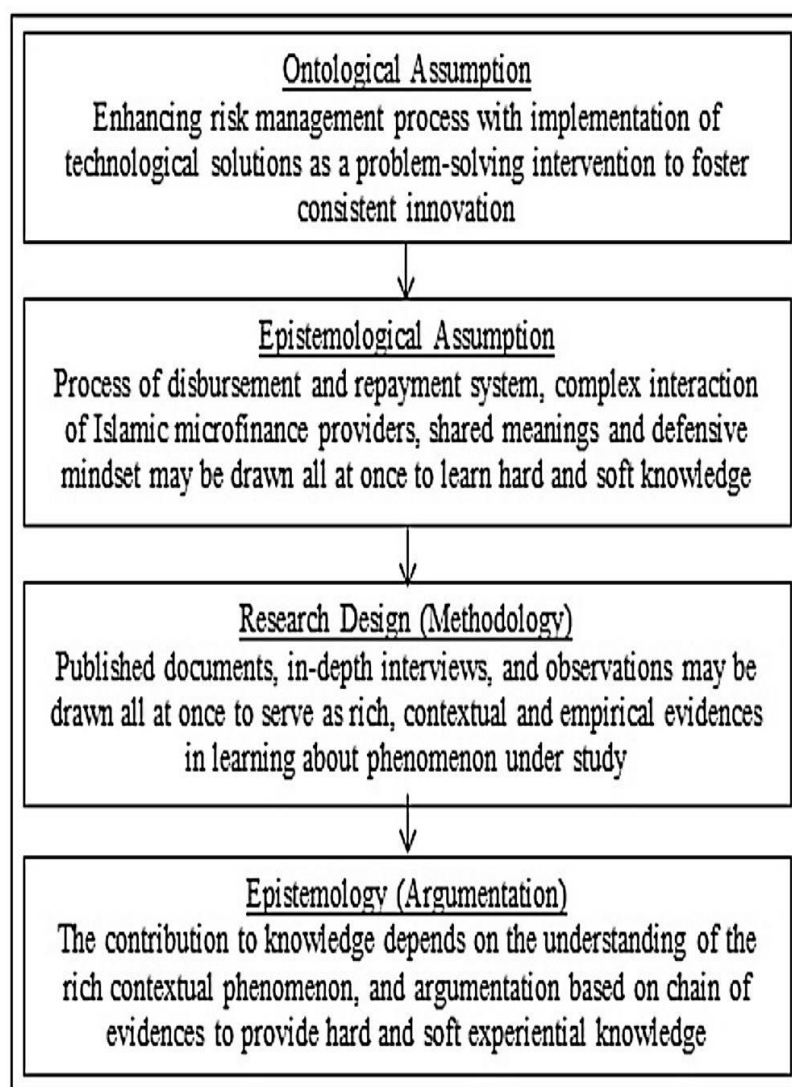 Ontological Assumption
Enhancing risk management process with implementation of
technological solutions as a problem-solving intervention to foster
consistent innovation
Epistemological Assumption
Process of disbursement and repayment system, complex interaction
of Islamic microfinance providers, shared meanings and defensive
mindset may be drawn all at once to learn hard and soft knowledge
Research Design (Methodology)
Published documents, in-depth interviews, and observations may be
drawn all at once to serve as rich, contextual and empirical evidences
in learning about phenomenon under study
Epistemology (Argumentation)
The contribution to knowledge depends on the understanding of the
rich contextual phenomenon, and argumentation based on chain of
evidences to provide hard and soft experiential knowledge